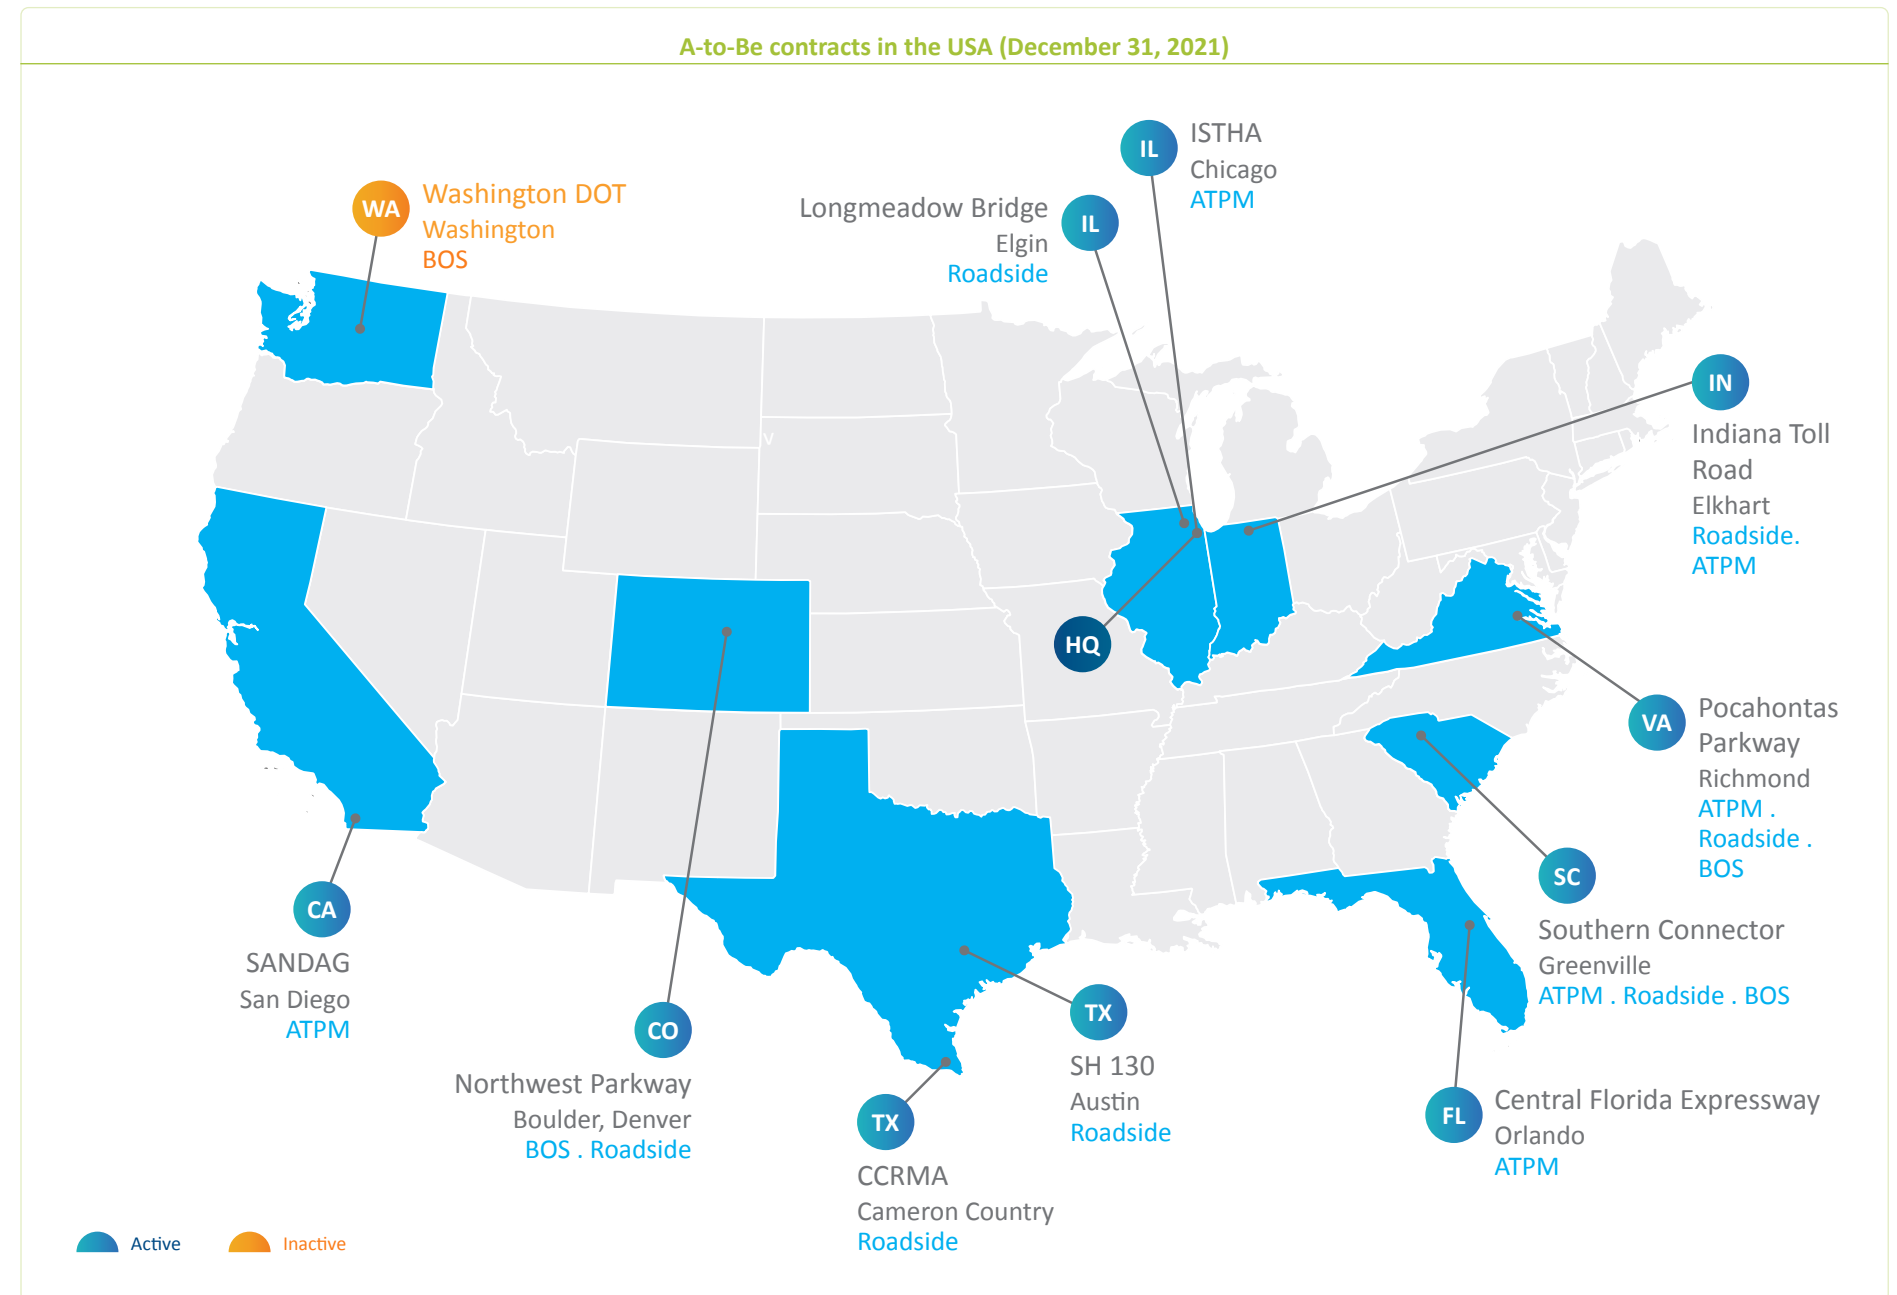 A-to-Be contracts in the USA (December 31, 2021)
WA
Washington DOT
Washington
BOS
IL
ISTHA
Chicago
ATPM
IL
Longmeadow Bridge
Elgin
Roadside
IN
Indiana Toll
Road
Elkhart
Roadside.
ATPM
V
HQ
VA
Pocahontas
Parkway
Richmond
ATPM .
Roadside .
BOS
SC
Southern Connector
Greenville
ATPM . Roadside . BOS
CA
SANDAG
San Diego
ATPM
CO
Northwest Parkway
Boulder, Denver
BOS . Roadside
TX
SH 130
Austin
Roadside
TX
CCRMA
Cameron Country
Roadside
FL
Central Florida Expressway
Orlando
ATPM
Active
Inactive